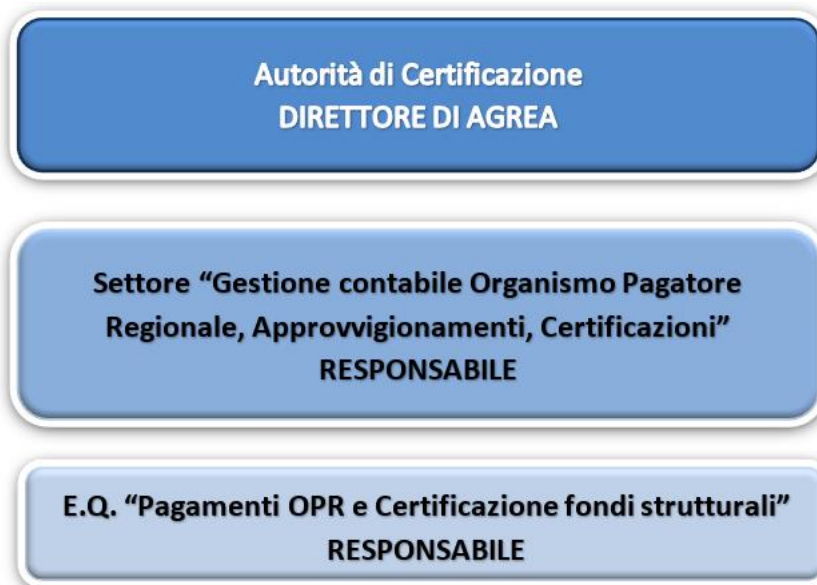 Autorità di Certificazione
DIRETTORE DI AGREA
Settore “Gestione contabile Organismo Pagatore
Regionale, Approvvigionamenti, Certificazioni”
RESPONSABILE
E.Q. “Pagamenti OPR e Certificazione fondi strutturali”
RESPONSABILE